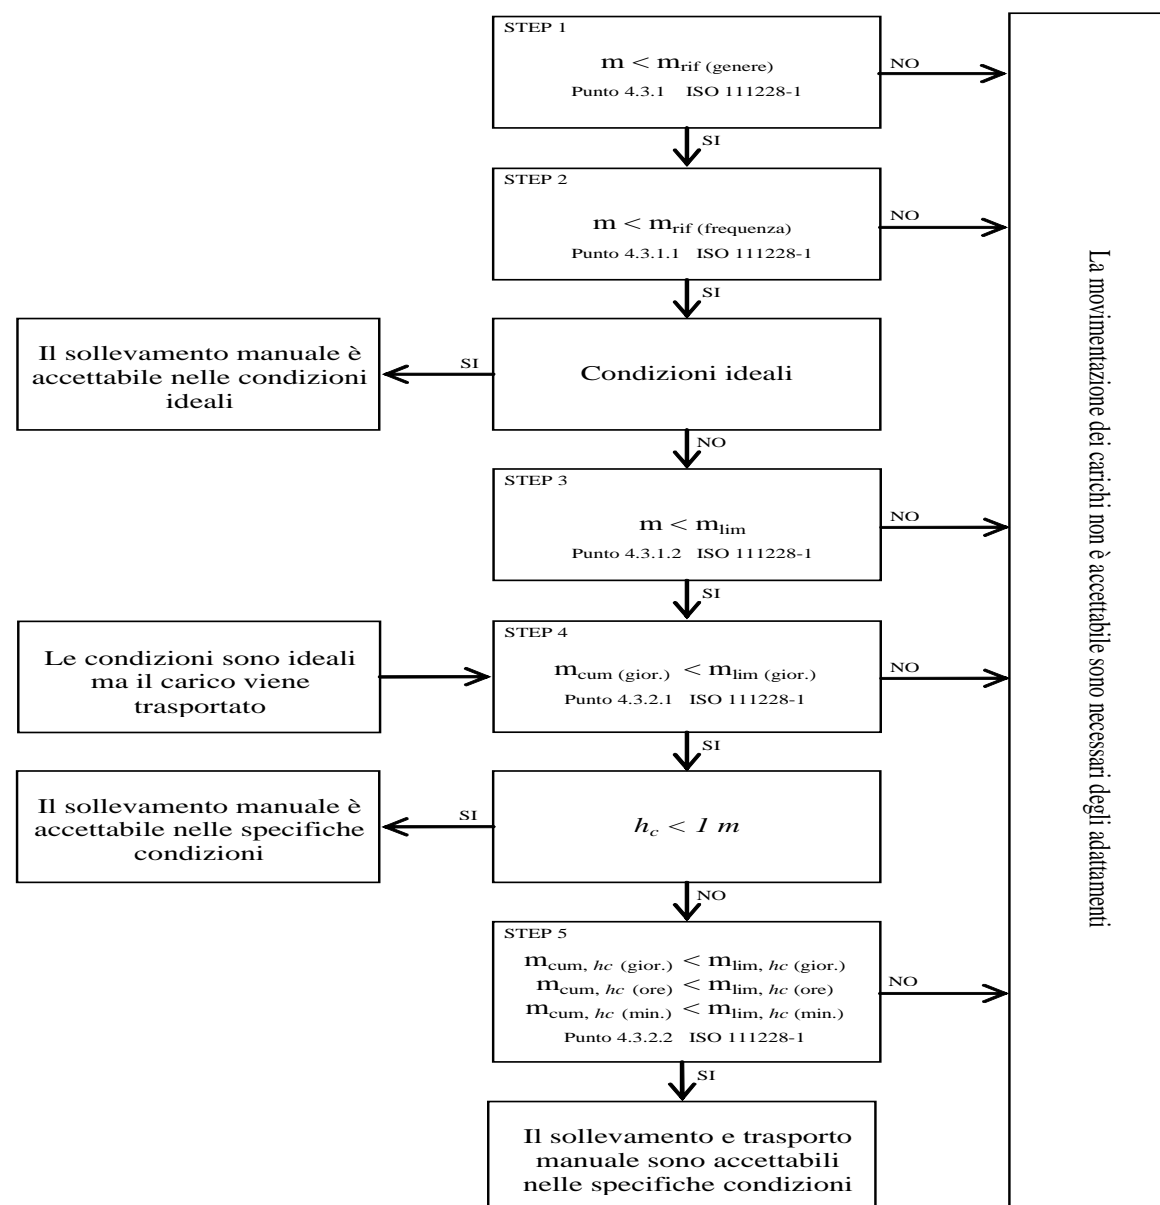 STEP 1
m < mrif (genere)
Punto 4.3.1 ISO 111228-1
NO
SI
STEP 2
m < mrif (frequenza)
Punto 4.3.1.1 ISO 111228-1
NO
SI
Il sollevamento manuale è
accettabile nelle condizioni
ideali
SI
Condizioni ideali
NO
STEP 3
m < mlim
Punto 4.3.1.2 ISO 111228-1
NO
SI
Le condizioni sono ideali
ma il carico viene
trasportato
STEP 4
mcum (gior.) < mlim (gior.)
Punto 4.3.2.1 ISO 111228-1
NO
SI
Il sollevamento manuale è
accettabile nelle specifiche
condizioni
SI
hc < 1 m
NO
STEP 5
mcum, hc (gior.) < mlim, hc (gior.)
mcum, hc (ore) < mlim, hc (ore)
mcum, hc (min.) < mlim, hc (min.)
Punto 4.3.2.2 ISO 111228-1
NO
SI
Il sollevamento e trasporto
manuale sono accettabili
nelle specifiche condizioni
La movimentazione dei carichi non è accettabile sono necessari degli adattamenti